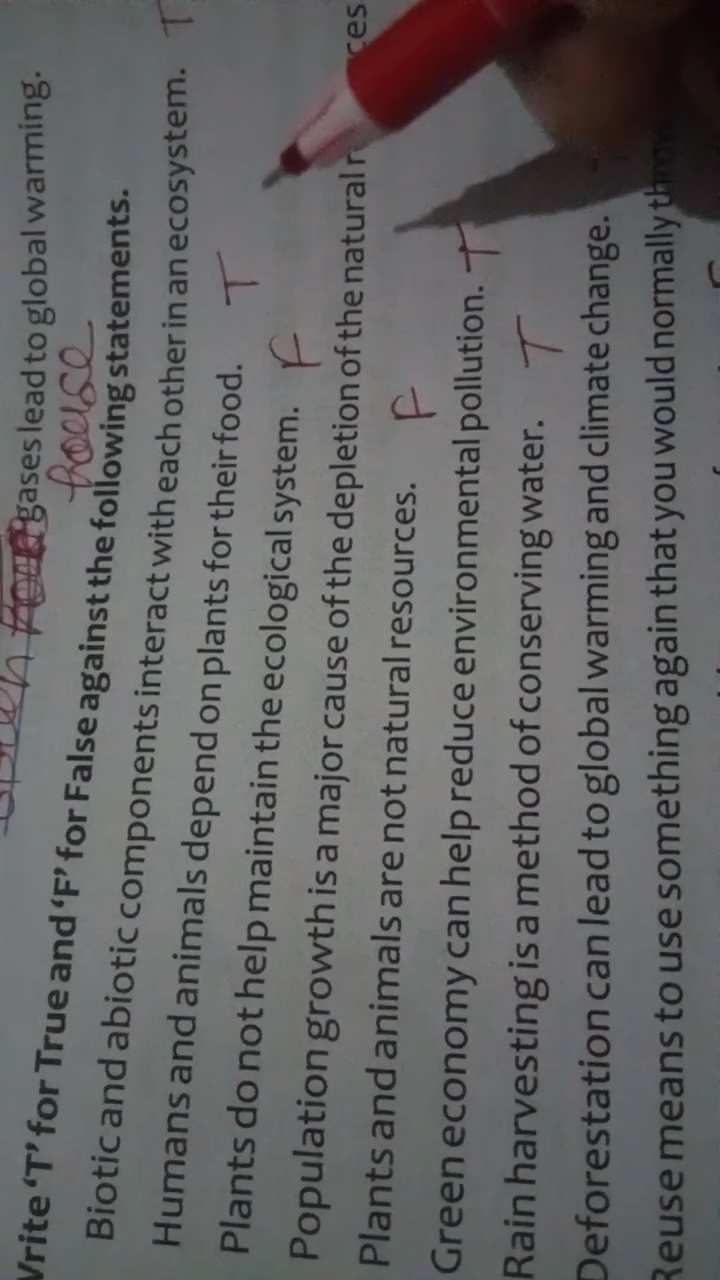 gases lead to global warming.
house
Write 'T' for True and 'F' for False against the following statements.
Biotic and abiotic components interact with each other in an ecosystem. T
Humans and animals depend on plants for their food. T
Plants do not help maintain the ecological system. F
Population growth is a major cause of the depletion of the natural
Plants and animals are not natural resources. F
Green economy can help reduce environmental pollution. T
Rain harvesting is a method of conserving water. T
Deforestation can lead to global warming and climate change.
Reuse means to use something again that you would normally